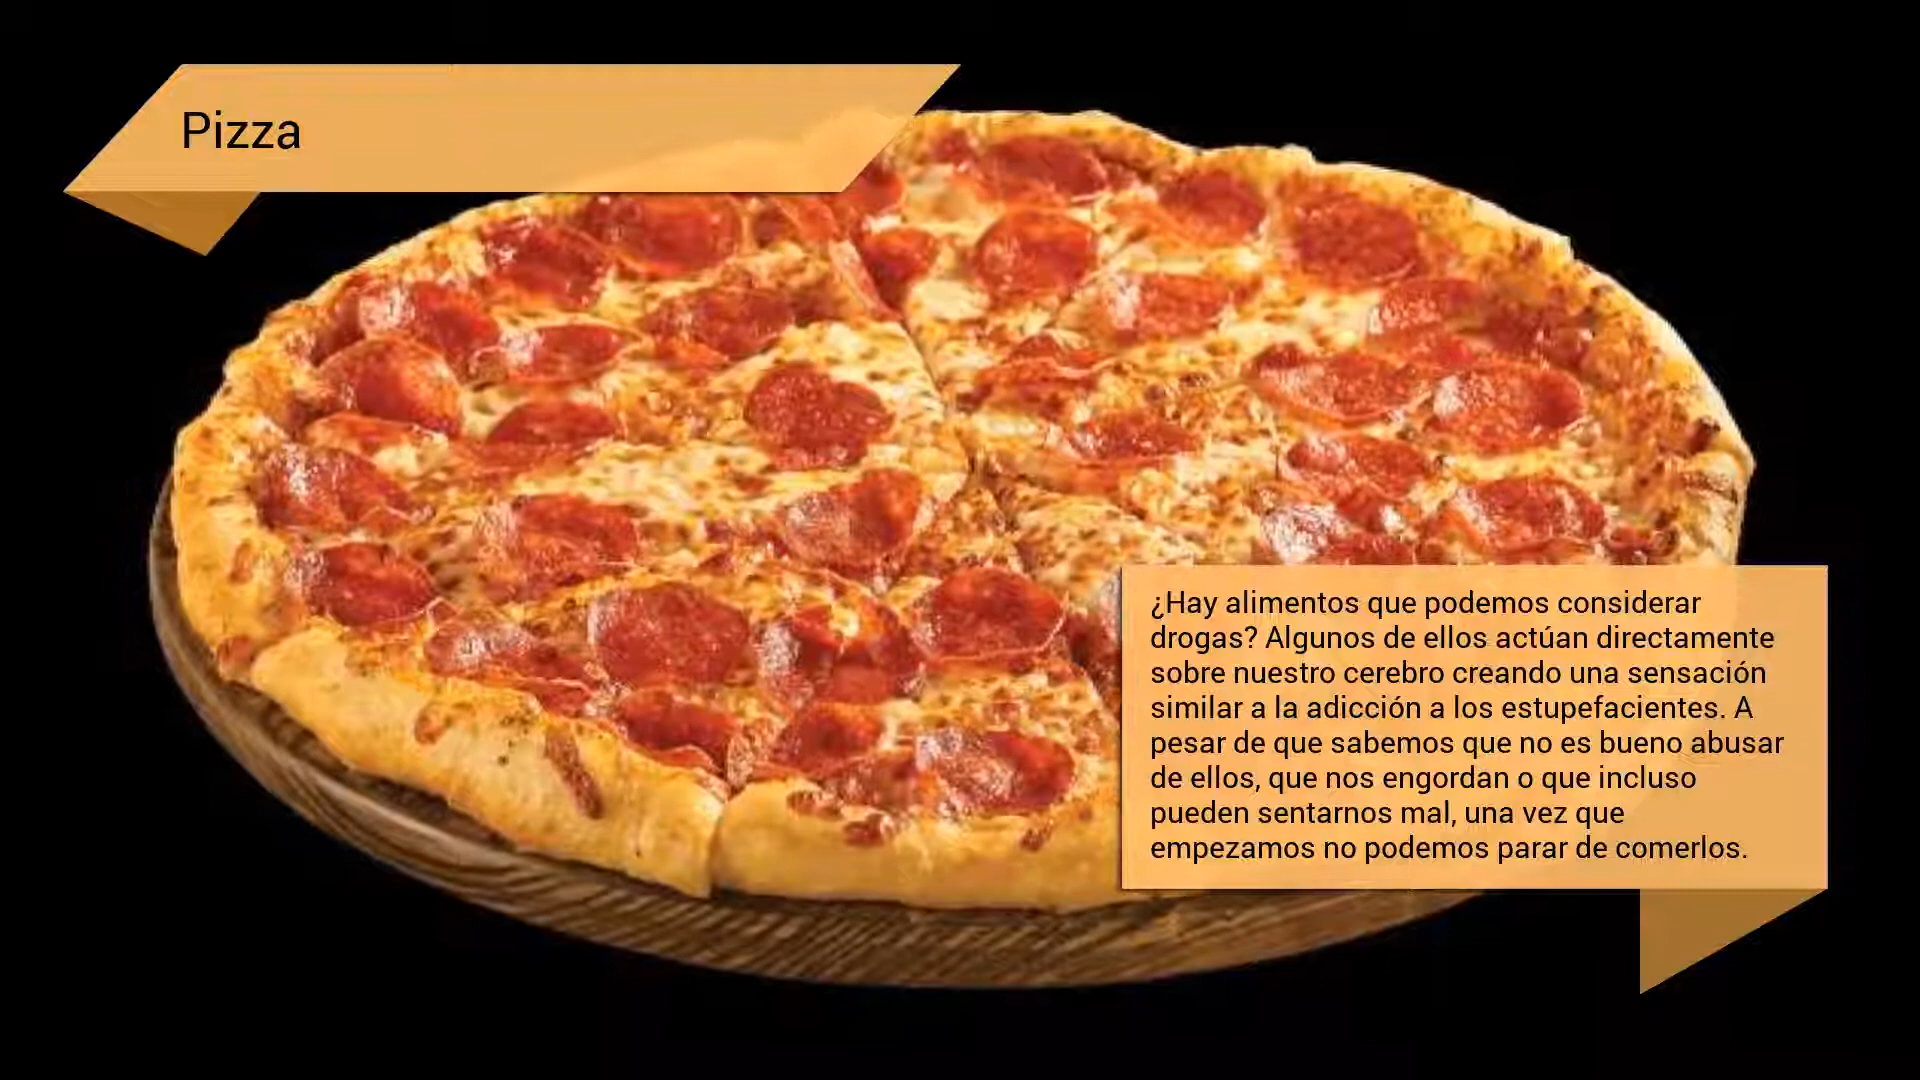 Pizza
¿Hay alimentos que podemos considerar
drogas? Algunos de ellos actúan directamente
sobre nuestro cerebro creando una sensación
similar a la adicción a los estupefacientes. A
pesar de que sabemos que no es bueno abusar
de ellos, que nos engordan o que incluso
pueden sentarnos mal, una vez que
empezamos no podemos parar de comerlos.